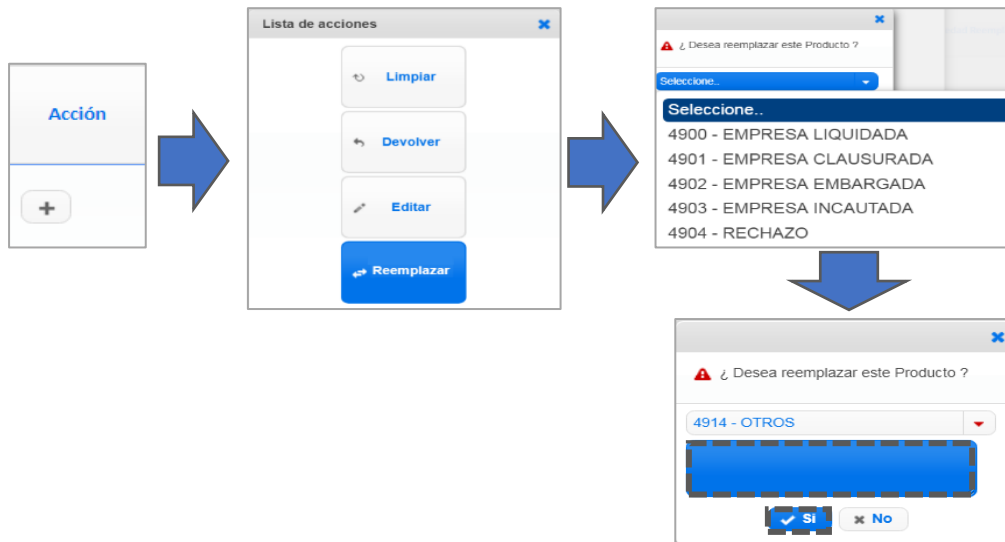 Acción
Lista de acciones
Limpiar
Devolver
Editar
Reemplazar
¿ Desea reemplazar este Producto ?
Seleccione..
Seleccione..
4900 - EMPRESA LIQUIDADA
4901 - EMPRESA CLAUSURADA
4902 - EMPRESA EMBARGADA
4903 - EMPRESA INCAUTADA
4904 - RECHAZO
¿ Desea reemplazar este Producto ?
4914 - OTROS
Sí No